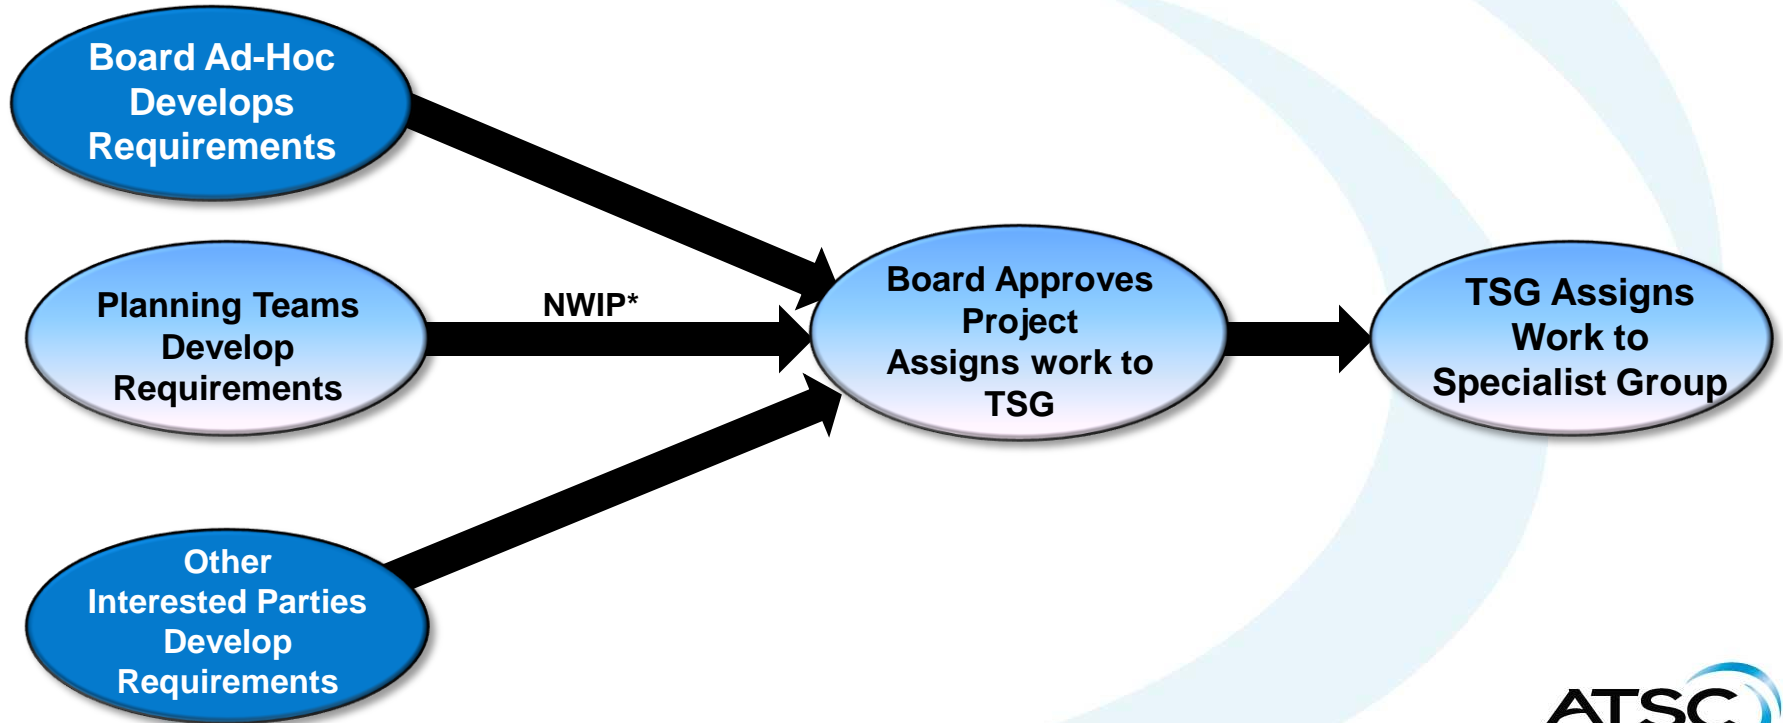 Board Ad-Hoc
Develops
Requirements
Planning Teams
Develop
Requirements
NWIP*
Other
Interested Parties
Develop
Requirements
Board Approves
Project
Assigns work to
TSG
TSG Assigns
Work to
Specialist Group
ATSC